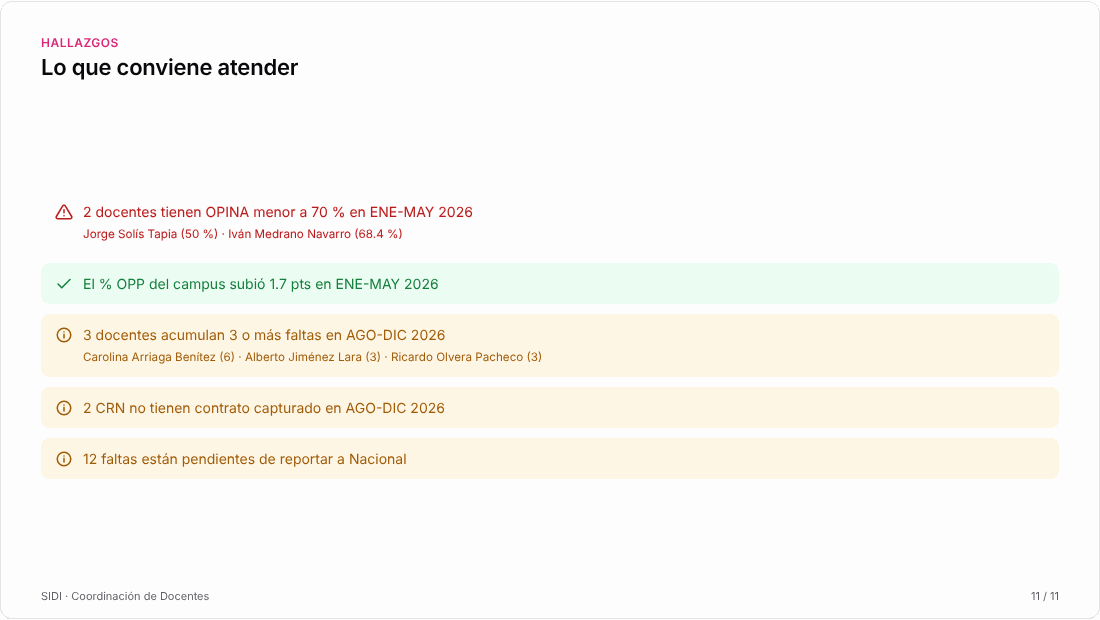 HALLAZGOS
Lo que conviene atender
2 docentes tienen OPINA menor a 70 % en ENE-MAY 2026
Jorge Solís Tapia (50 %) · Iván Medrano Navarro (68.4 %)
El % OPP del campus subió 1.7 pts en ENE-MAY 2026
3 docentes acumulan 3 o más faltas en AGO-DIC 2026
Carolina Arriaga Benítez (6) · Alberto Jiménez Lara (3) · Ricardo Olvera Pacheco (3)
2 CRN no tienen contrato capturado en AGO-DIC 2026
12 faltas están pendientes de reportar a Nacional
SIDI · Coordinación de Docentes
11 / 11